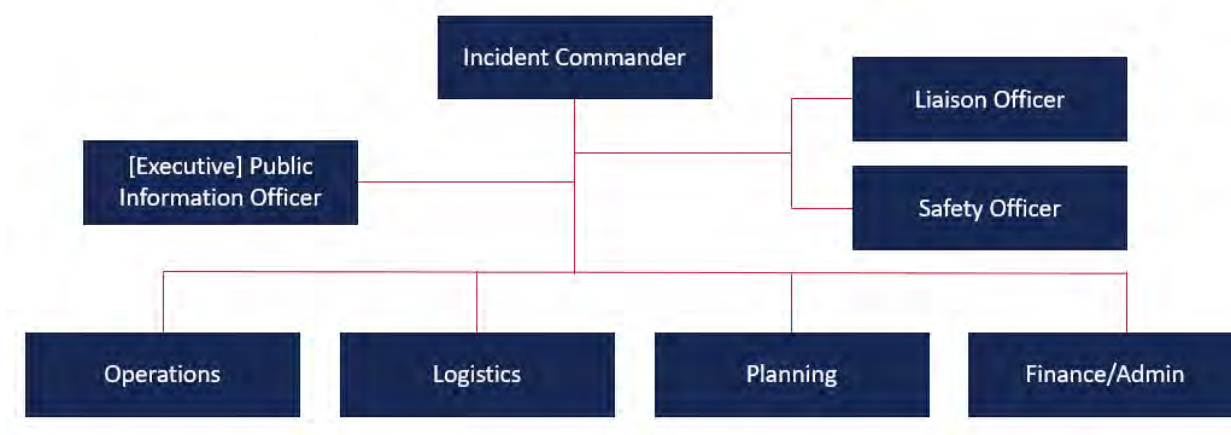 Incident Commander
Liaison Officer
[Executive] Public
Information Officer
Safety Officer
Operations
Logistics
Planning
Finance/Admin